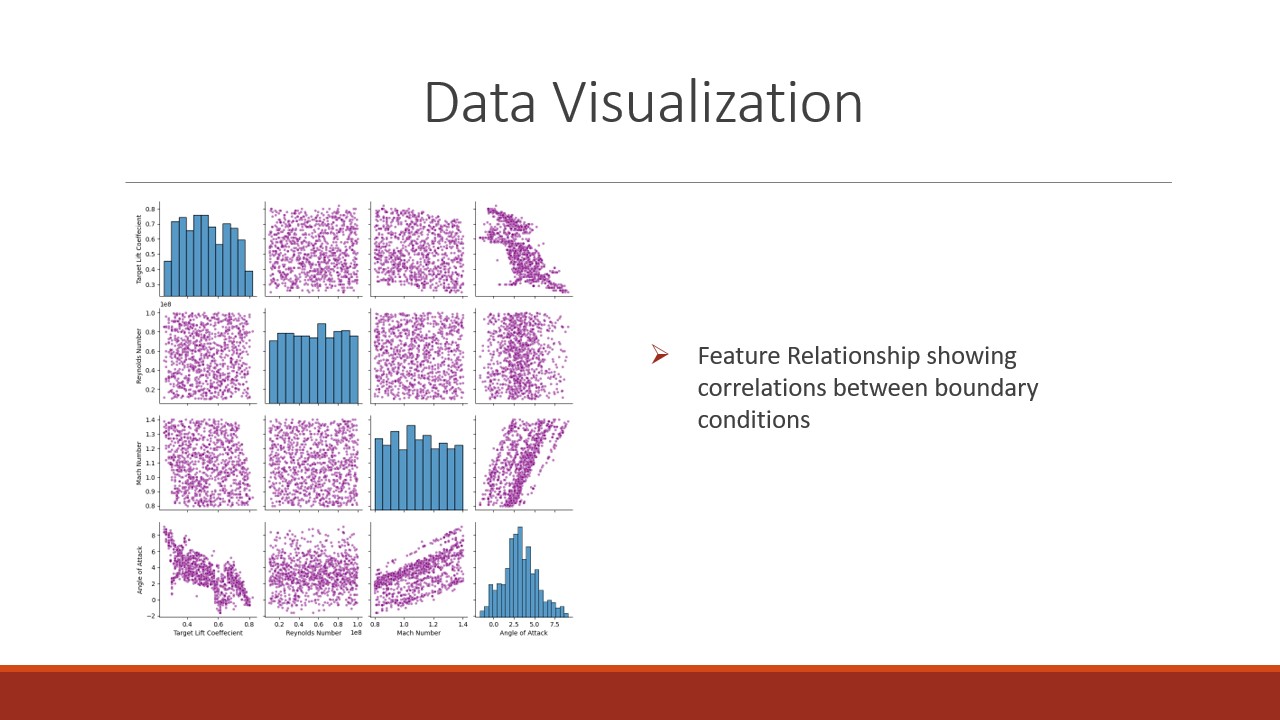 Data Visualization
Target Lift Coeffecient
0.8
0.7
0.6
0.5
0.4
0.3
1e8
Reynolds Number
1.0
0.8
0.6
0.4
0.2
Mach Number
1.4
1.3
1.2
1.1
1.0
0.9
0.8
Angle of Attack
8
6
4
2
0
−2
0.4 0.6 0.8
Target Lift Coeffecient
0.2 0.4 0.6 0.8 1.0
Reynolds Number 1e8
0.8 1.0 1.2 1.4
Mach Number
0.0 2.5 5.0 7.5
Angle of Attack
Feature Relationship showing
correlations between boundary
conditions